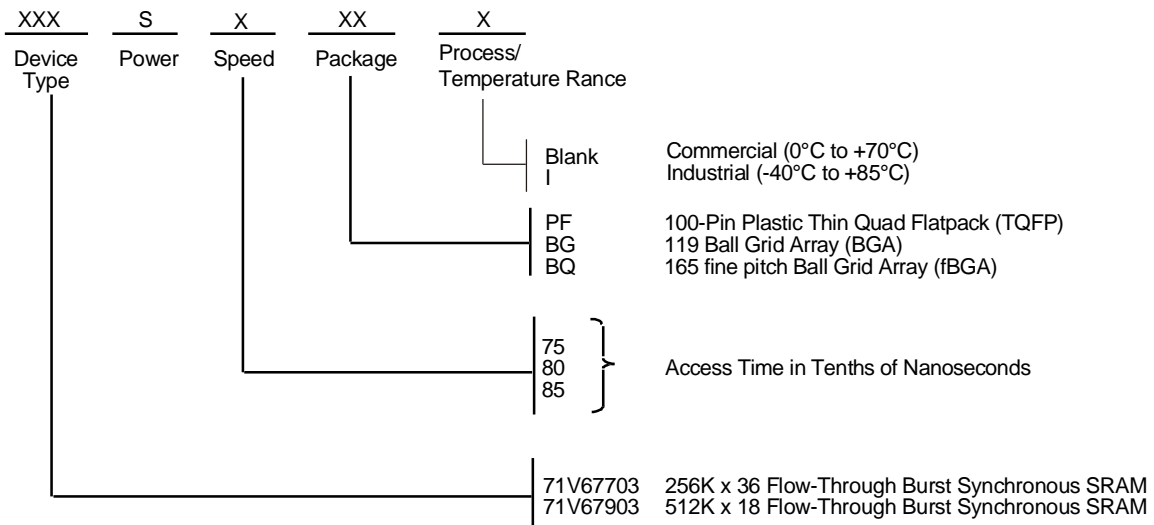 XXX S X XX X
Device Type Power Speed Package Process/
Temperature Rance
Blank Commercial (0°C to +70°C)
I Industrial (-40°C to +85°C)
PF 100-Pin Plastic Thin Quad Flatpack (TQFP)
BG 119 Ball Grid Array (BGA)
BQ 165 fine pitch Ball Grid Array (fBGA)
75
80 Access Time in Tenths of Nanoseconds
85
71V67703 256K x 36 Flow-Through Burst Synchronous SRAM
71V67903 512K x 18 Flow-Through Burst Synchronous SRAM